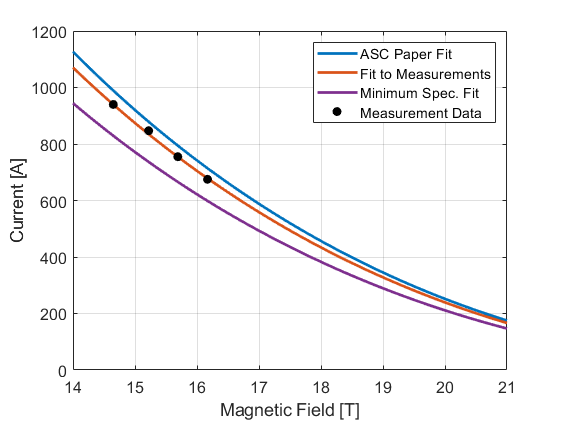 1200
1000
800
600
400
200
0
Current [A]
14 15 16 17 18 19 20 21
Magnetic Field [T]
ASC Paper Fit
Fit to Measurements
Minimum Spec. Fit
Measurement Data